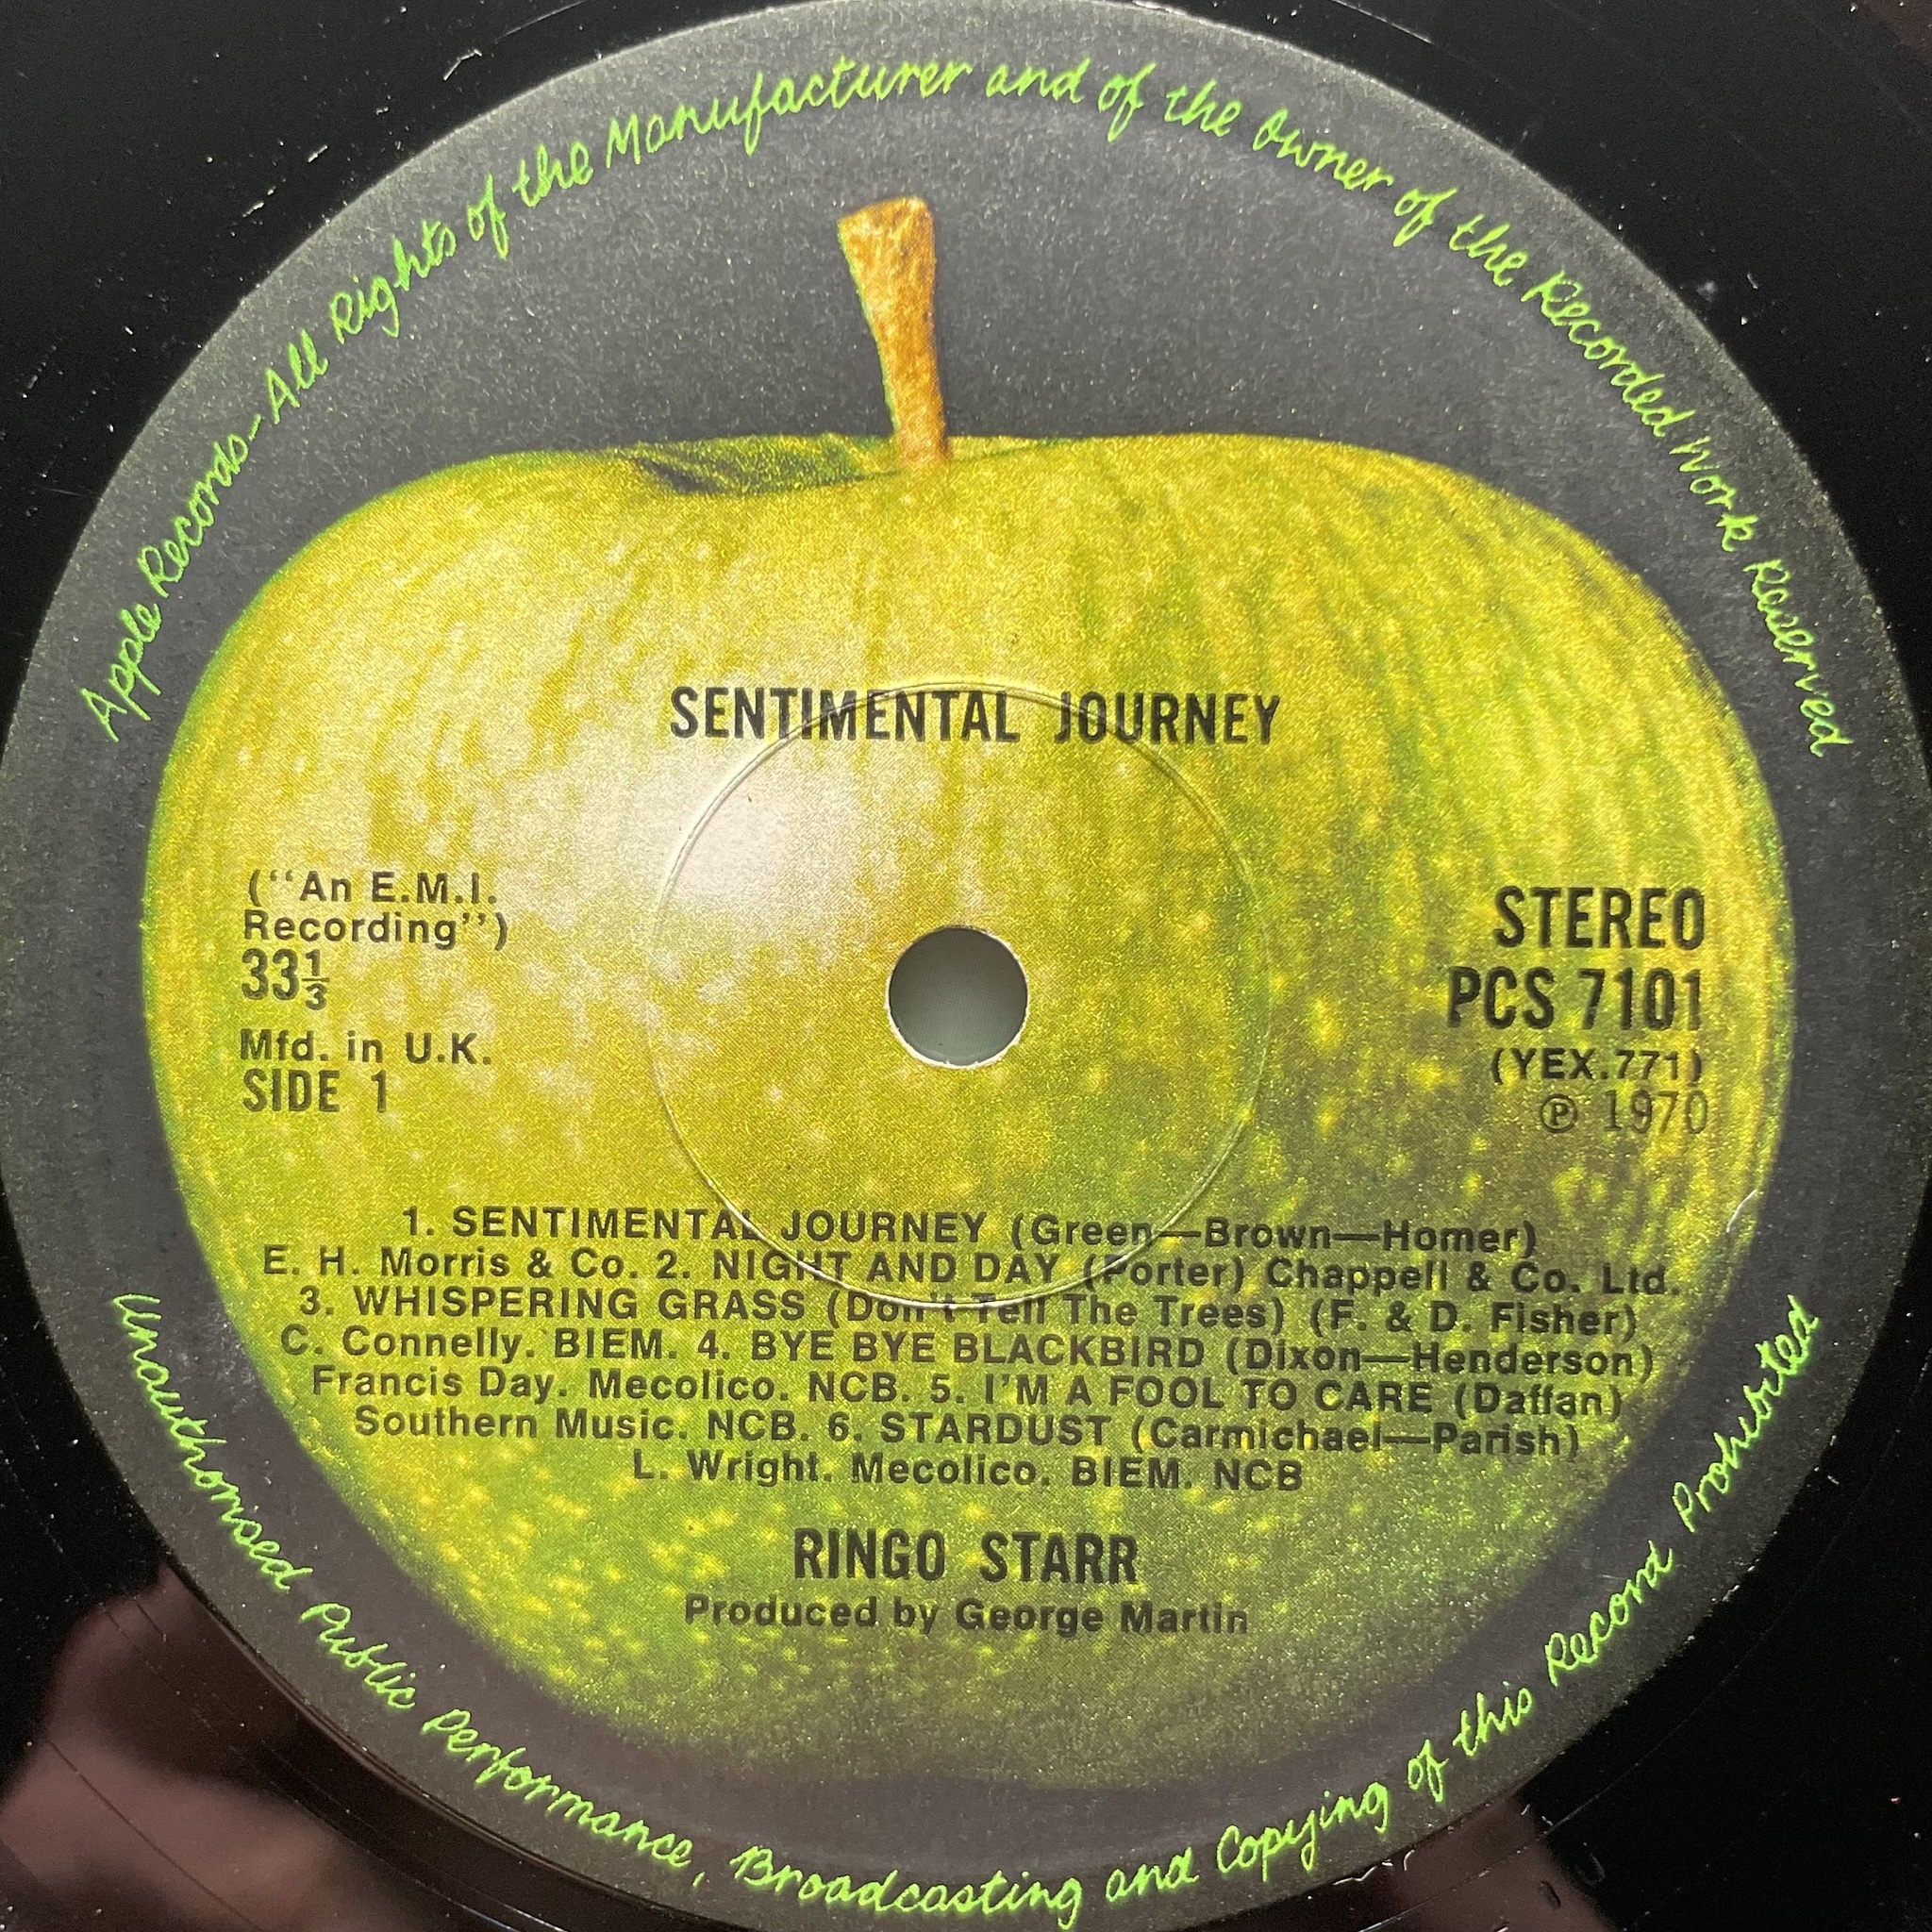 Apple Records-All Rights of the Manufacturer and of the Owner of the Recorded Work Reserved
SENTIMENTAL JOURNEY
("An E.M.I.
Recording")
33⅓
Mfd. in U.K.
SIDE 1
STEREO
PCS 7101
(YEX.771)
℗ 1970
1. SENTIMENTAL JOURNEY (Green—Brown—Homer)
E. H. Morris & Co. 2. NIGHT AND DAY (Porter) Chappell & Co. Ltd.
3. WHISPERING GRASS (Don't Tell The Trees) (F. & D. Fisher)
C. Connelly. BIEM. 4. BYE BYE BLACKBIRD (Dixon—Henderson)
Francis Day. Mecolico. NCB. 5. I'M A FOOL TO CARE (Daffan)
Southern Music. NCB. 6. STARDUST (Carmichael—Parish)
L. Wright. Mecolico. BIEM. NCB
RINGO STARR
Produced by George Martin
Unauthorised Public Performance, Broadcasting and Copying of this Record Prohibited